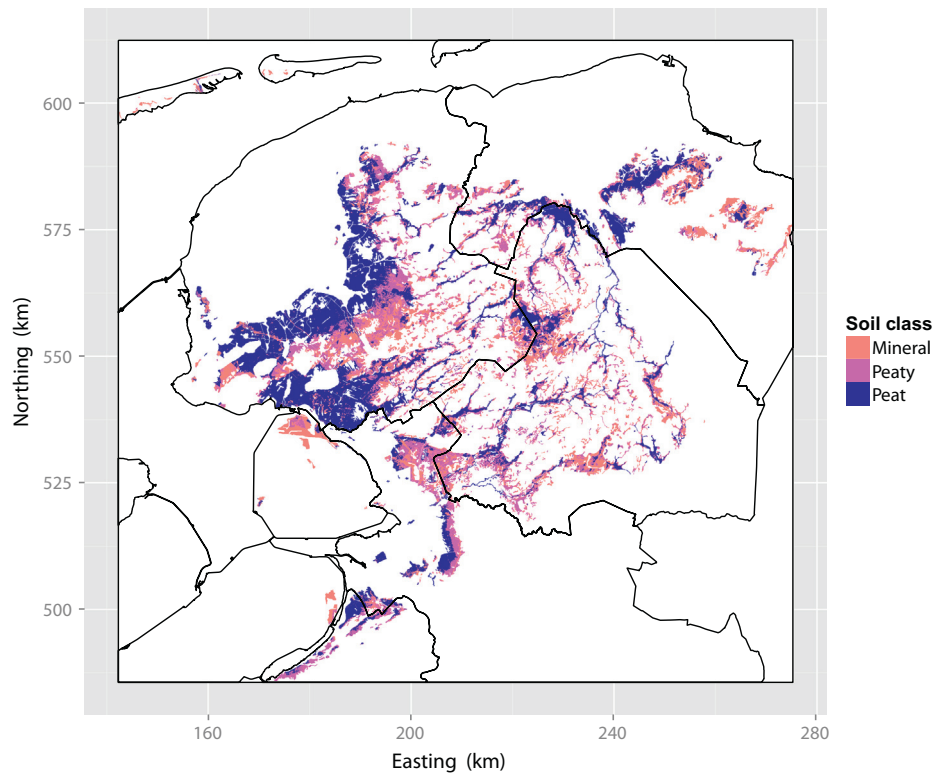 600
575
550
525
500
Northing (km)
160
200
240
280
Easting (km)
Soil class
Mineral
Peaty
Peat